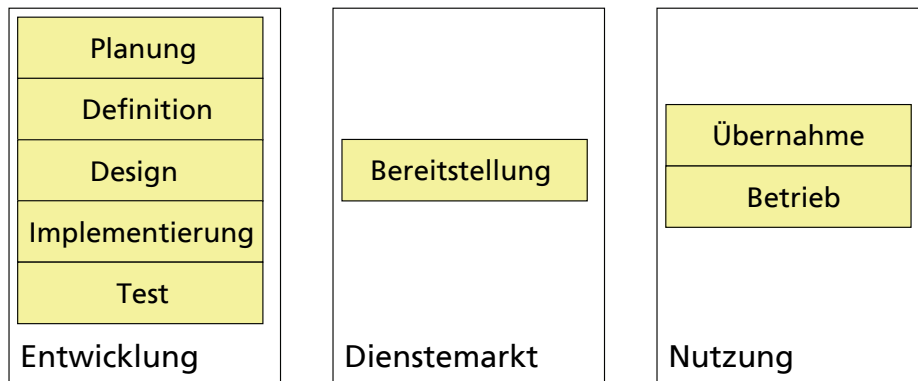 Planung
Definition
Design
Implementierung
Test
Entwicklung
Bereitstellung
Dienstemarkt
Übernahme
Betrieb
Nutzung